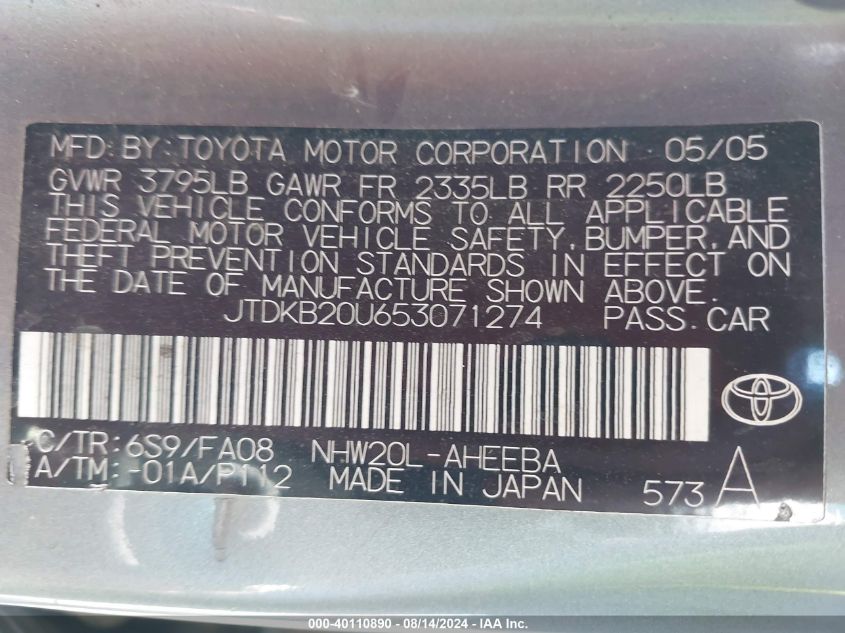 MFD. BY: TOYOTA MOTOR CORPORATION 05/05
GVWR 3795LB GAWR FR 2335LB RR 2250LB
THIS VEHICLE CONFORMS TO ALL APPLICABLE
FEDERAL MOTOR VEHICLE SAFETY, BUMPER, AND
THEFT PREVENTION STANDARDS IN EFFECT ON
THE DATE OF MANUFACTURE SHOWN ABOVE.
JTDKB20U653071274 PASS. CAR
C/TR: 6S9/FA08 NHW20L-AHEEBA
A/TM: -01A/P112 MADE IN JAPAN 573 A
000-40110890 - 08/14/2024 - IAA Inc.